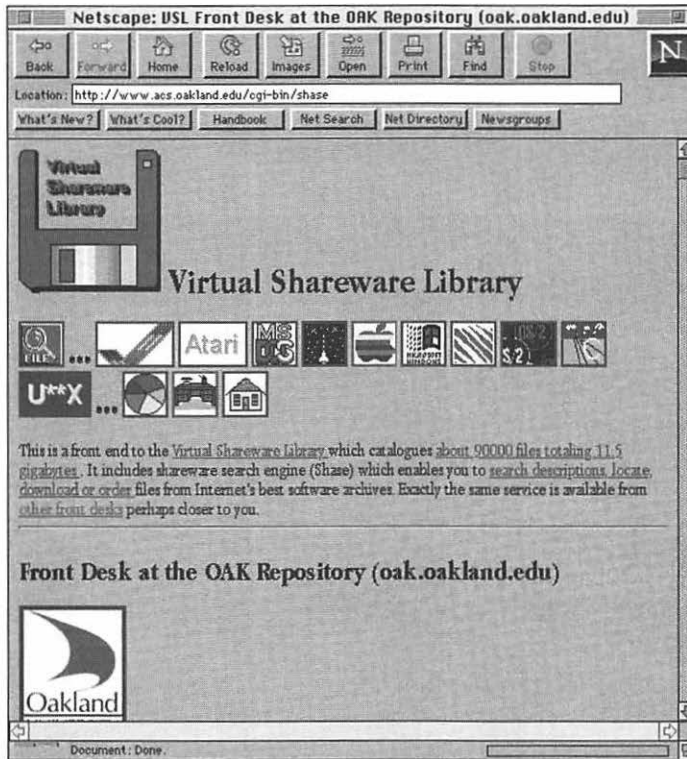 Netscape: VSL Front Desk at the OAK Repository (oak.oakland.edu)
Back Forward Home Reload Images Open Print Find Stop
N
Location: http://www.acs.oakland.edu/cgi-bin/shase
What's New? What's Cool? Handbook Net Search Net Directory Newsgroups
Virtual
Shareware
Library
Virtual Shareware Library
FILE ... Atari MS DOS MICROSOFT WINDOWS OS/2
U**X ...
This is a front end to the Virtual Shareware Library which catalogues about 90000 files totaling 11.5
gigabytes . It includes shareware search engine (Shase) which enables you to search descriptions, locate,
download or order files from Internet's best software archives. Exactly the same service is available from
other front desks perhaps closer to you.
Front Desk at the OAK Repository (oak.oakland.edu)
Oakland
Document: Done.